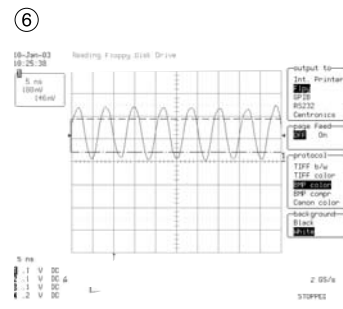 ⑥
10-Jan-03
10:25:38
Reading Floppy Disk Drive
5 ns
100mV
146mV
output to
Int. Printer
Flpy
GPIB
RS232
Centronics
page Feed
Off On
protocol
TIFF b/w
TIFF color
BMP color
BMP compr
Canon color
background
Black
White
5 ns
.1 V DC
.1 V DC
.1 V DC
.2 V DC
2 GS/s
STOPPED